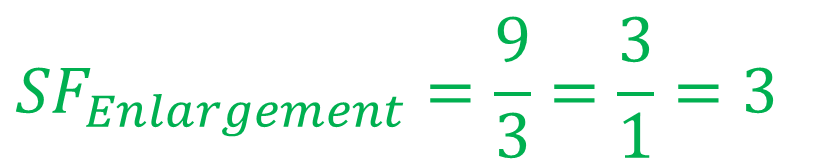 SF_Enlargement = 9/3 = 3/1 = 3